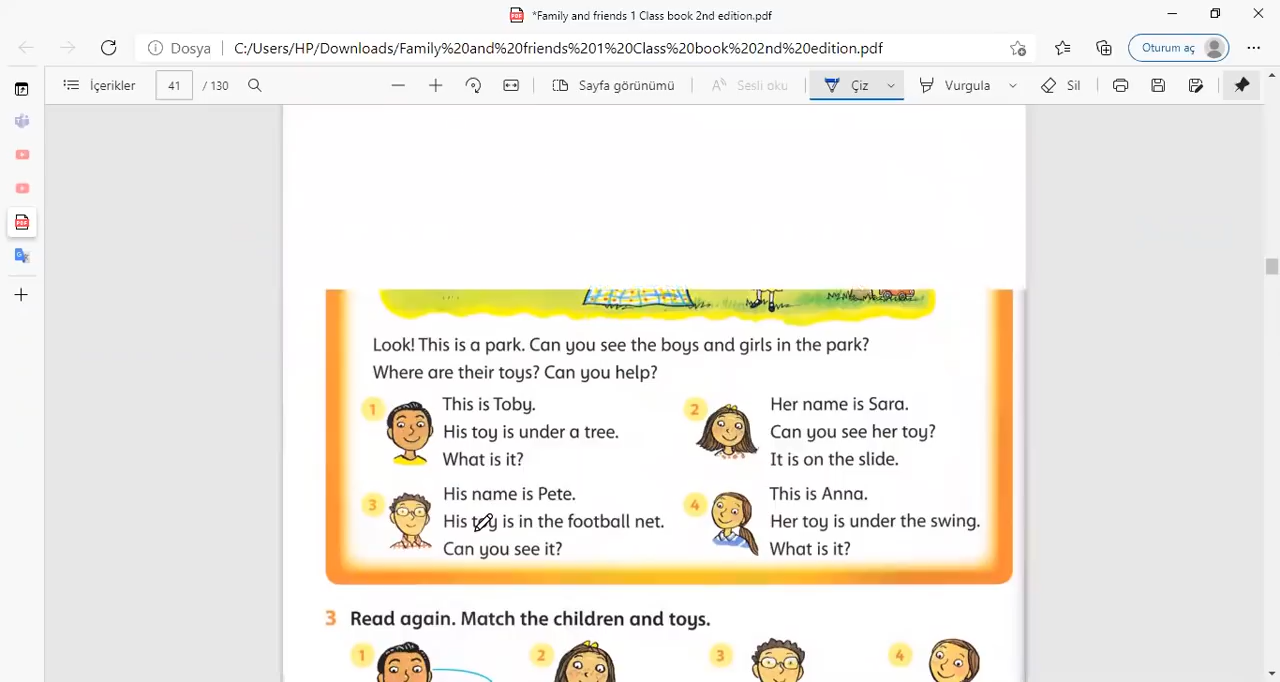 *Family and friends 1 Class book 2nd edition.pdf
Dosya
C:/Users/HP/Downloads/Family%20and%20friends%201%20Class%20book%202nd%20edition.pdf
Oturum aç
İçerikler
41 / 130
Sayfa görünümü
Sesli oku
Çiz
Vurgula
Sil
Look! This is a park. Can you see the boys and girls in the park?
Where are their toys? Can you help?
1
This is Toby.
His toy is under a tree.
What is it?
2
Her name is Sara.
Can you see her toy?
It is on the slide.
3
His name is Pete.
His toy is in the football net.
Can you see it?
4
This is Anna.
Her toy is under the swing.
What is it?
3 Read again. Match the children and toys.
1 2 3 4